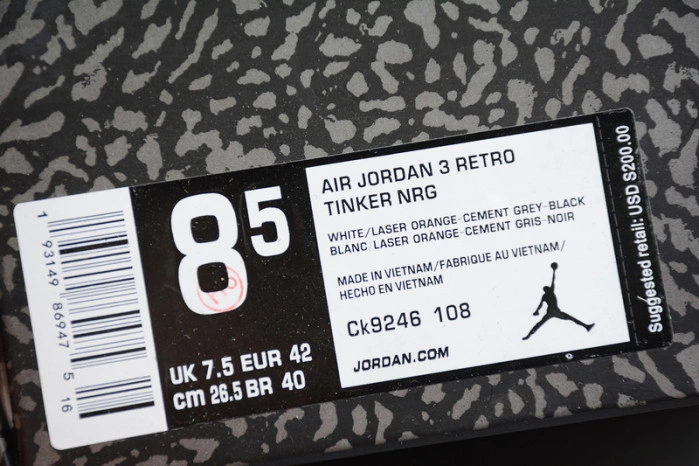 1 93149 86947 5 16
85
UK 7.5 EUR 42
cm 26.5 BR 40
AIR JORDAN 3 RETRO
TINKER NRG
WHITE/LASER ORANGE-CEMENT GREY-BLACK
BLANC/LASER ORANGE-CEMENT GRIS-NOIR
MADE IN VIETNAM/FABRIQUE AU VIETNAM/
HECHO EN VIETNAM
Ck9246 108
JORDAN.COM
Suggested retail: USD $200.00